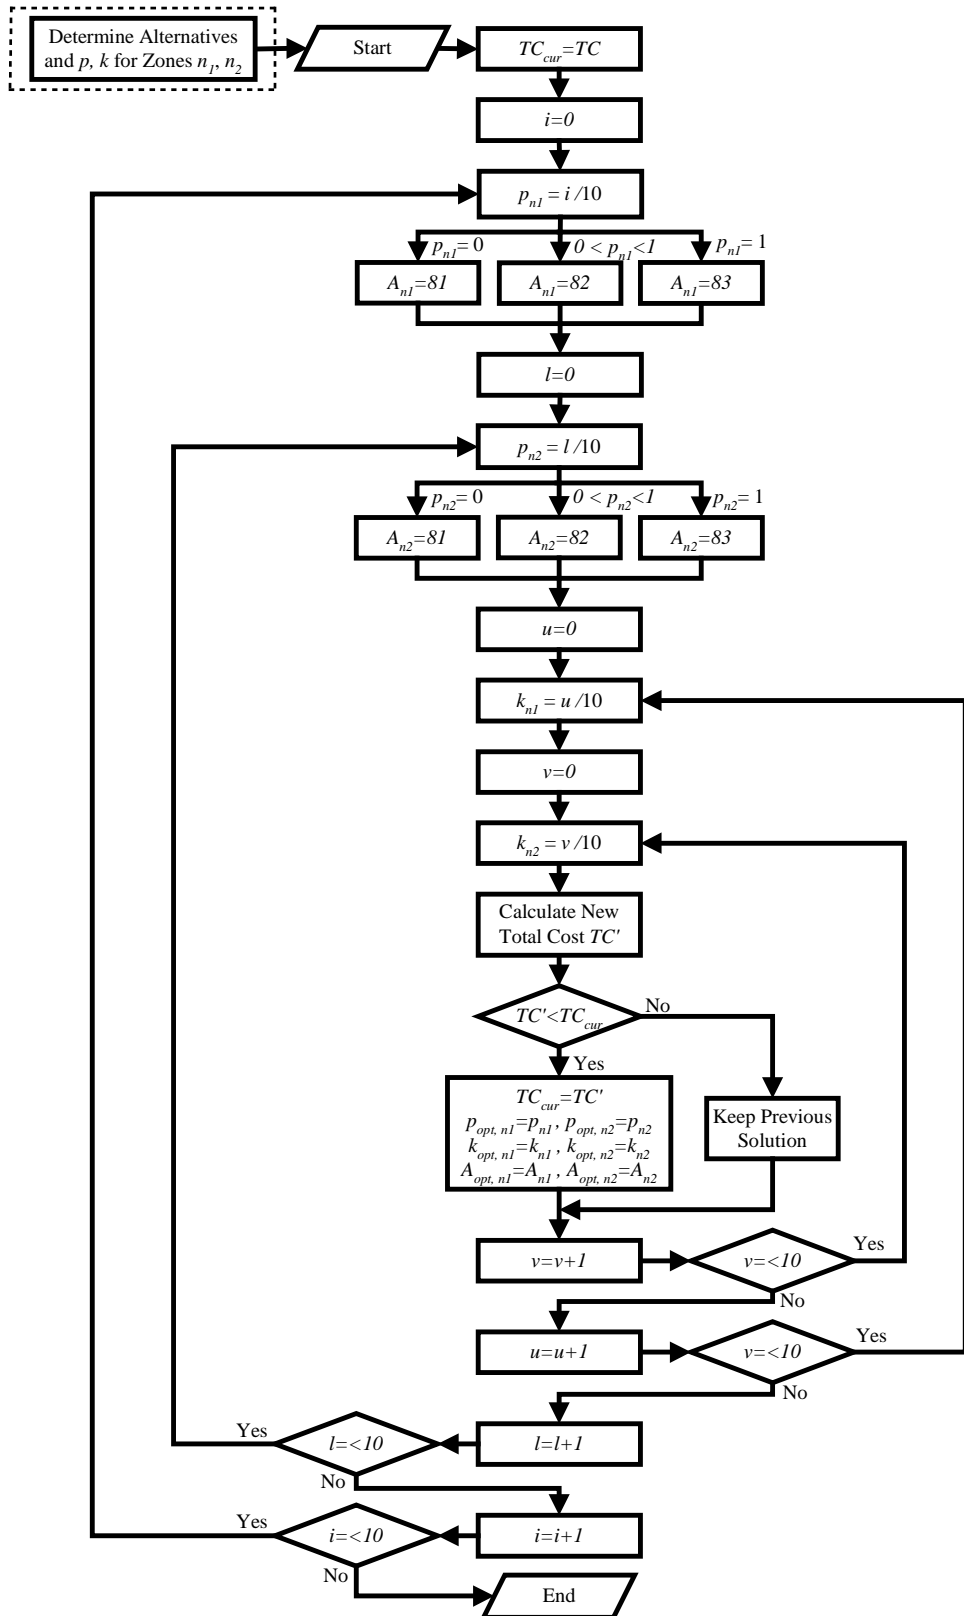 Determine Alternatives
and p, k for Zones n1, n2
Start
TCcur=TC
i=0
pn1 = i /10
pn1= 0
0 < pn1<1
pn1= 1
An1=81
An1=82
An1=83
l=0
pn2 = l /10
pn2= 0
0 < pn2<1
pn2= 1
An2=81
An2=82
An2=83
u=0
kn1 = u /10
v=0
kn2 = v /10
Calculate New
Total Cost TC'
TC'<TCcur
No
Yes
TCcur=TC'
popt, n1=pn1 , popt, n2=pn2
kopt, n1=kn1 , kopt, n2=kn2
Aopt, n1=An1 , Aopt, n2=An2
Keep Previous
Solution
v=v+1
v=<10
Yes
No
u=u+1
v=<10
Yes
No
Yes
l=<10
l=l+1
No
Yes
i=<10
i=i+1
No
End